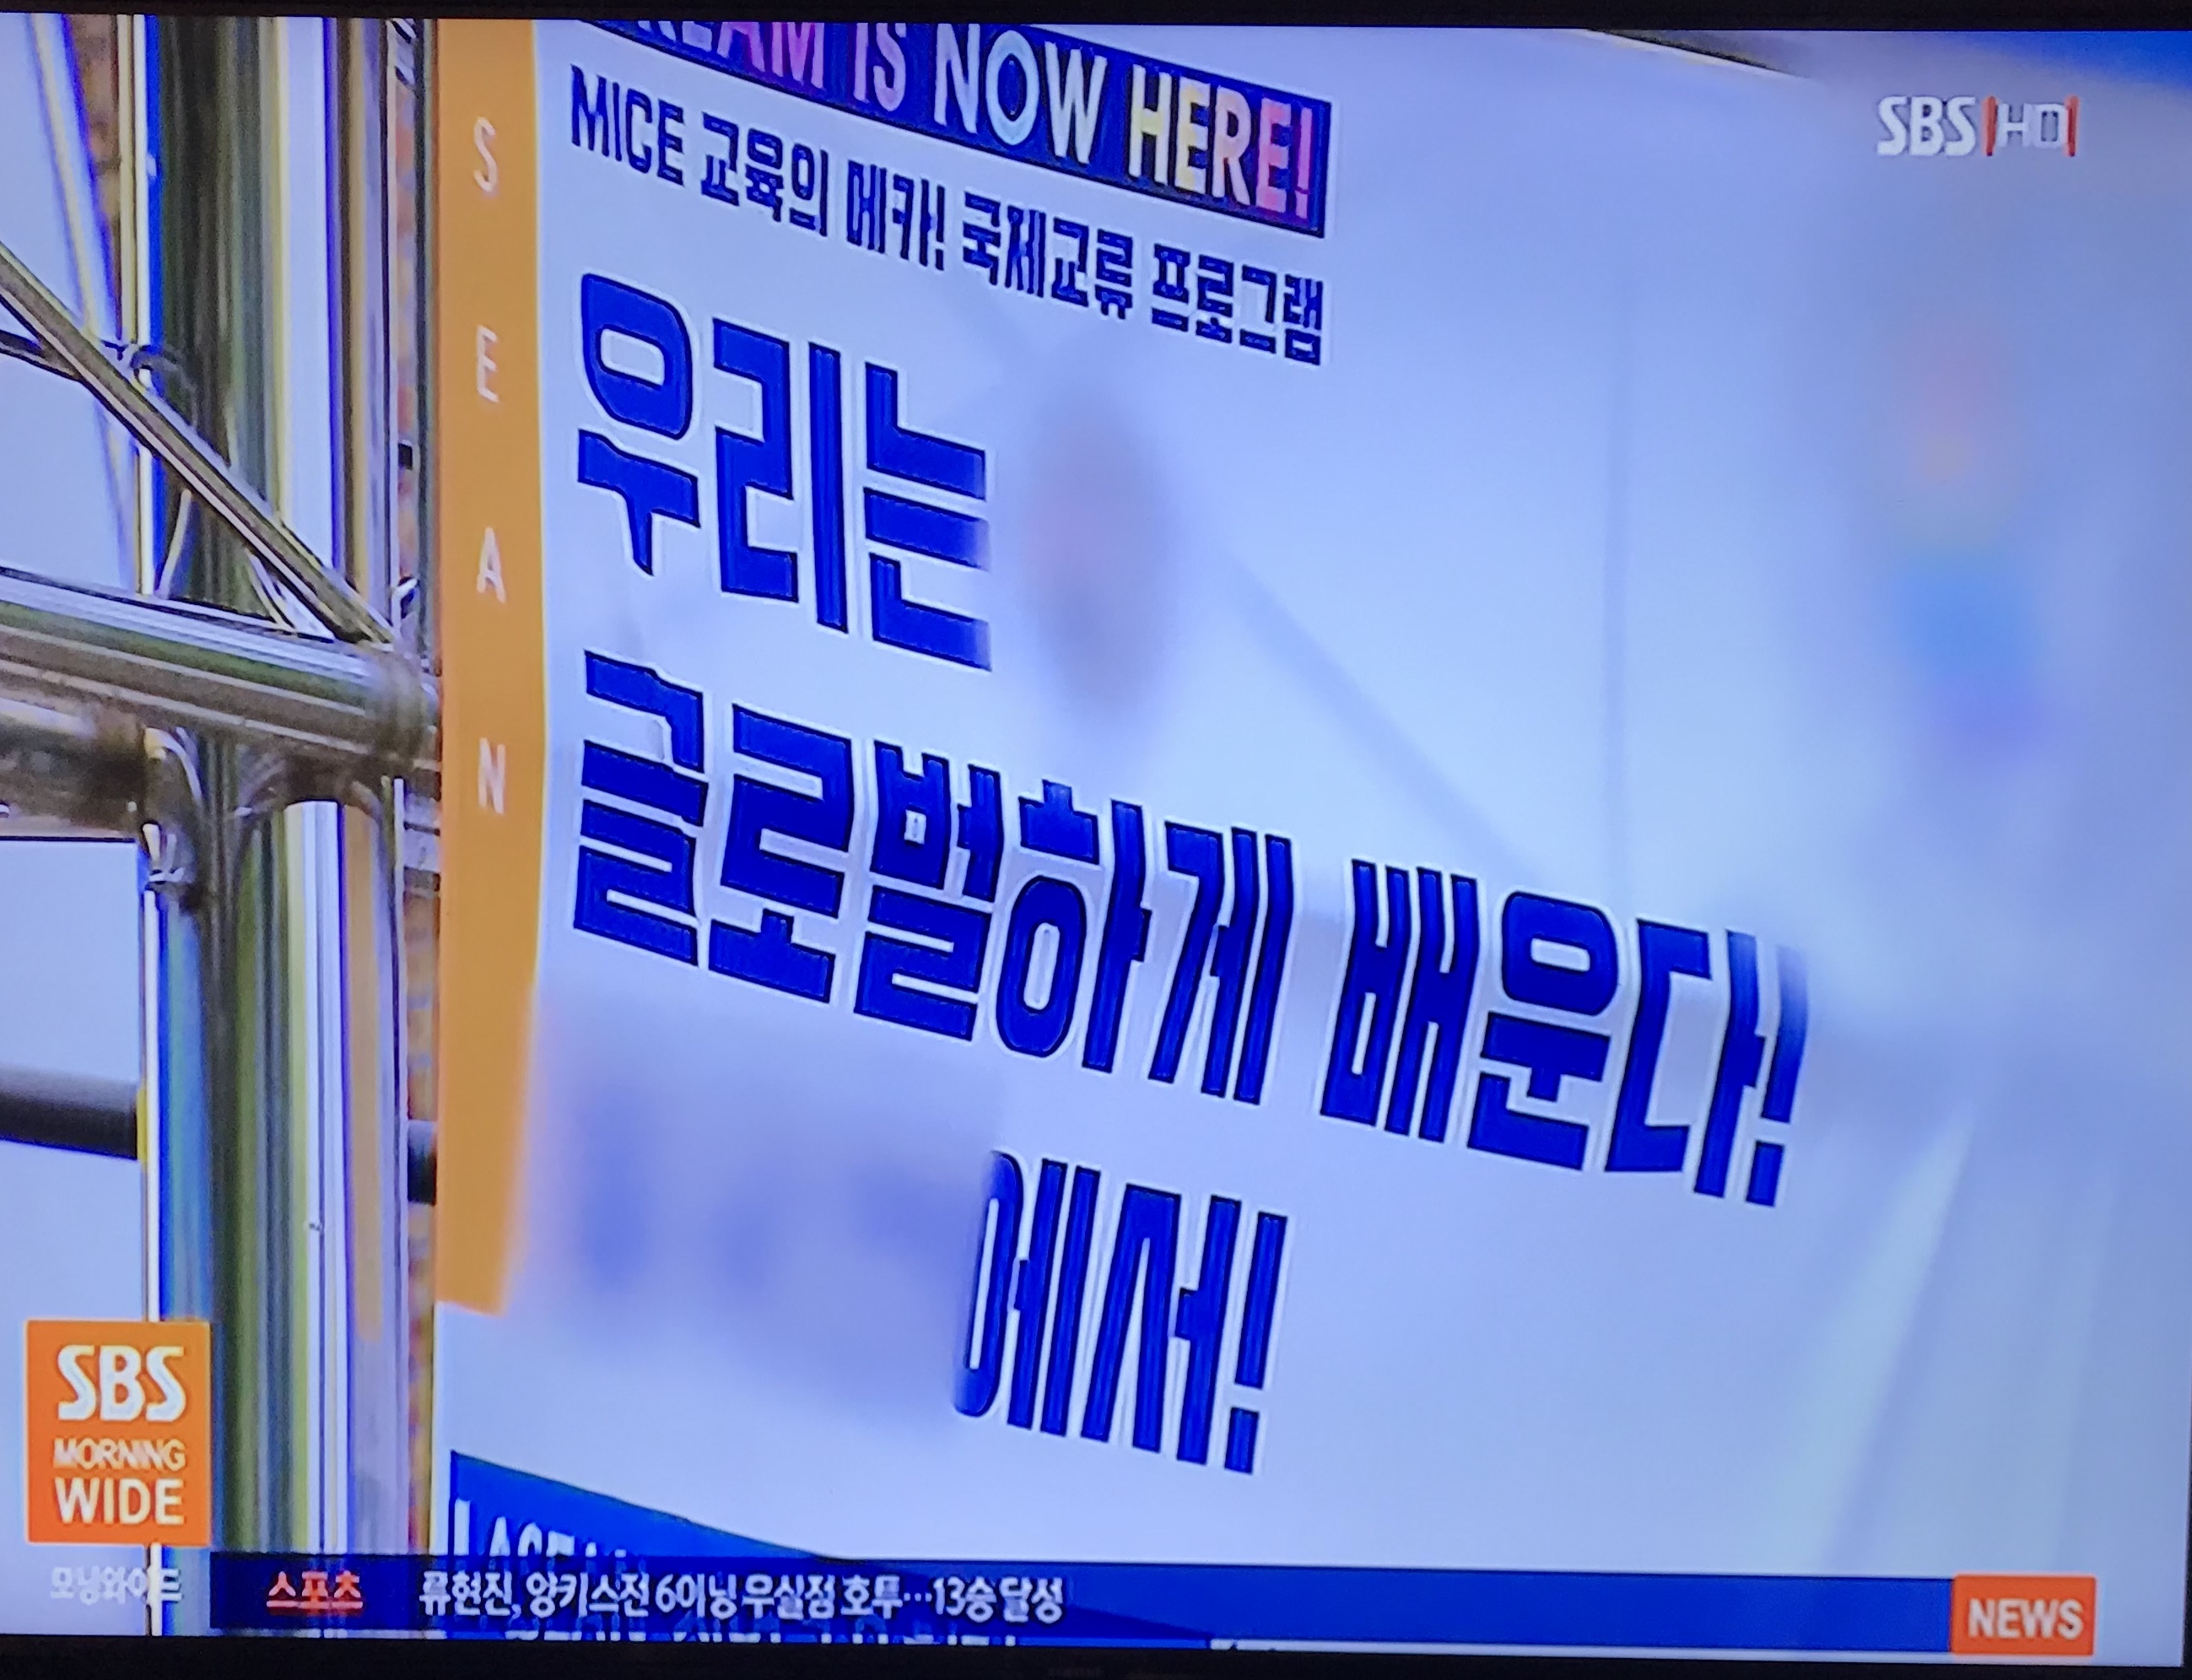 IS NOW HERE!
SBS HD
MICE 교육의 메카! 국제교류 프로그램
우리는
글로벌하게 배운다!
에서!
S
E
A
N
SBS
MORNING
WIDE
모닝와이드
스포츠 류현진, 양키스전 6이닝 무실점 호투…13승 달성
NEWS